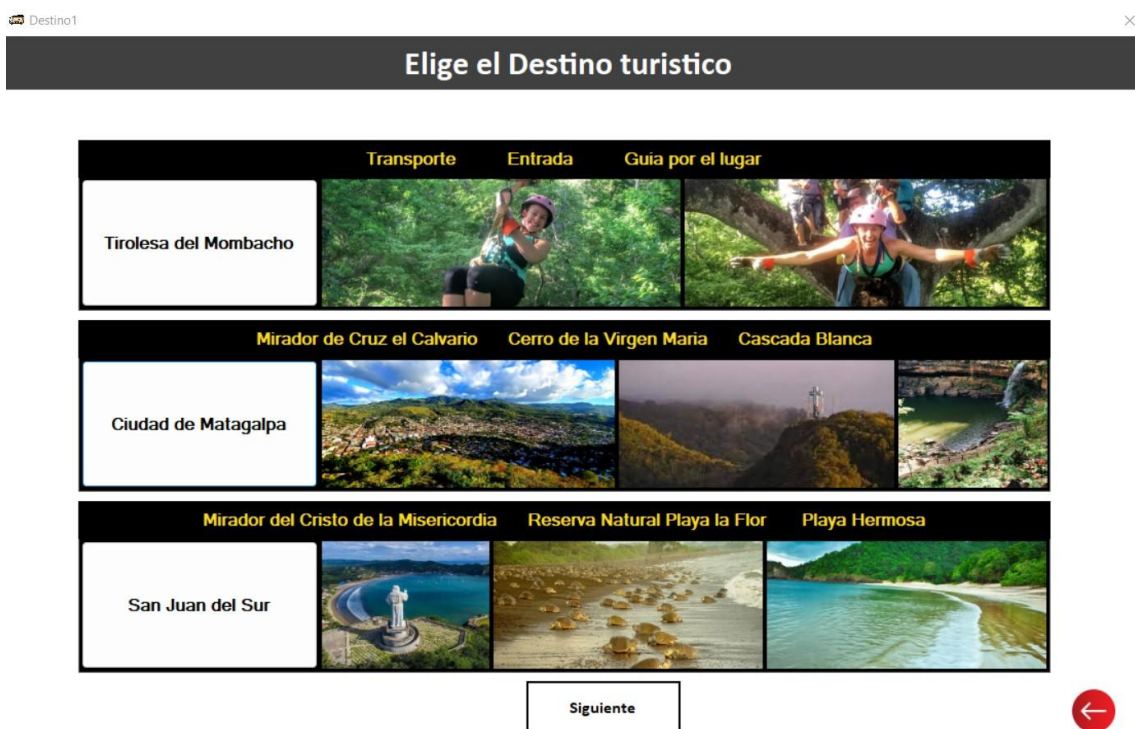 Destino1
Elige el Destino turistico
Transporte Entrada Guia por el lugar
Tirolesa del Mombacho
Mirador de Cruz el Calvario Cerro de la Virgen Maria Cascada Blanca
Ciudad de Matagalpa
Mirador del Cristo de la Misericordia Reserva Natural Playa la Flor Playa Hermosa
San Juan del Sur
Siguiente